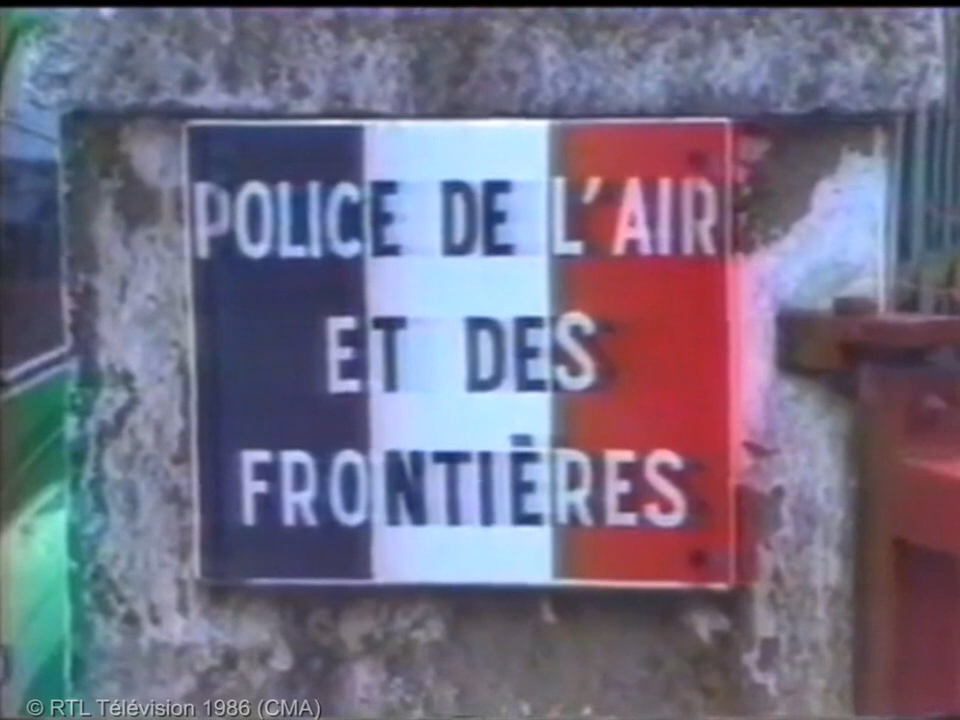 POLICE DE L'AIR
ET DES
FRONTIÈRES
© RTL Télévision 1986 (CMA)